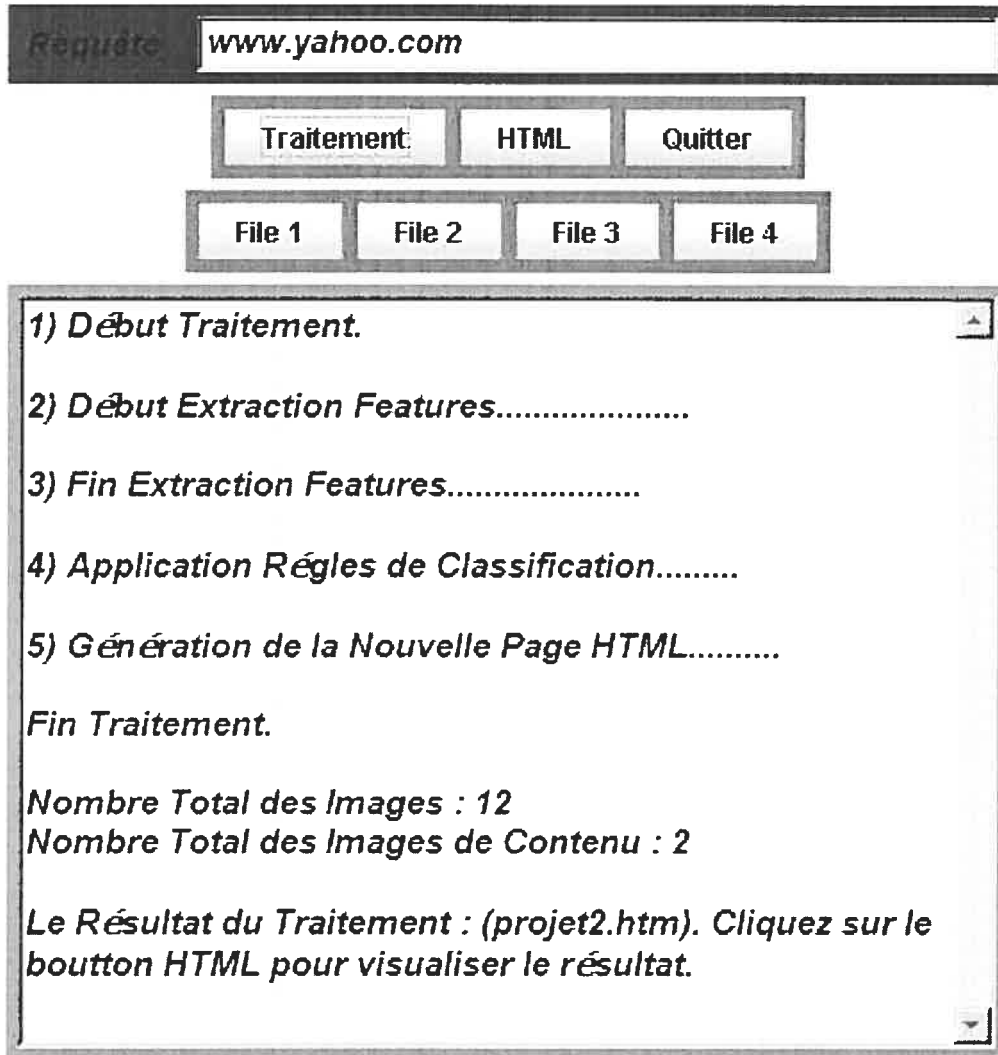 Requête www.yahoo.com
Traitement HTML Quitter
File 1 File 2 File 3 File 4
1) Début Traitement.
2) Début Extraction Features.....................
3) Fin Extraction Features.....................
4) Application Régles de Classification.........
5) Génération de la Nouvelle Page HTML..........
Fin Traitement.
Nombre Total des Images : 12
Nombre Total des Images de Contenu : 2
Le Résultat du Traitement : (projet2.htm). Cliquez sur le
boutton HTML pour visualiser le résultat.